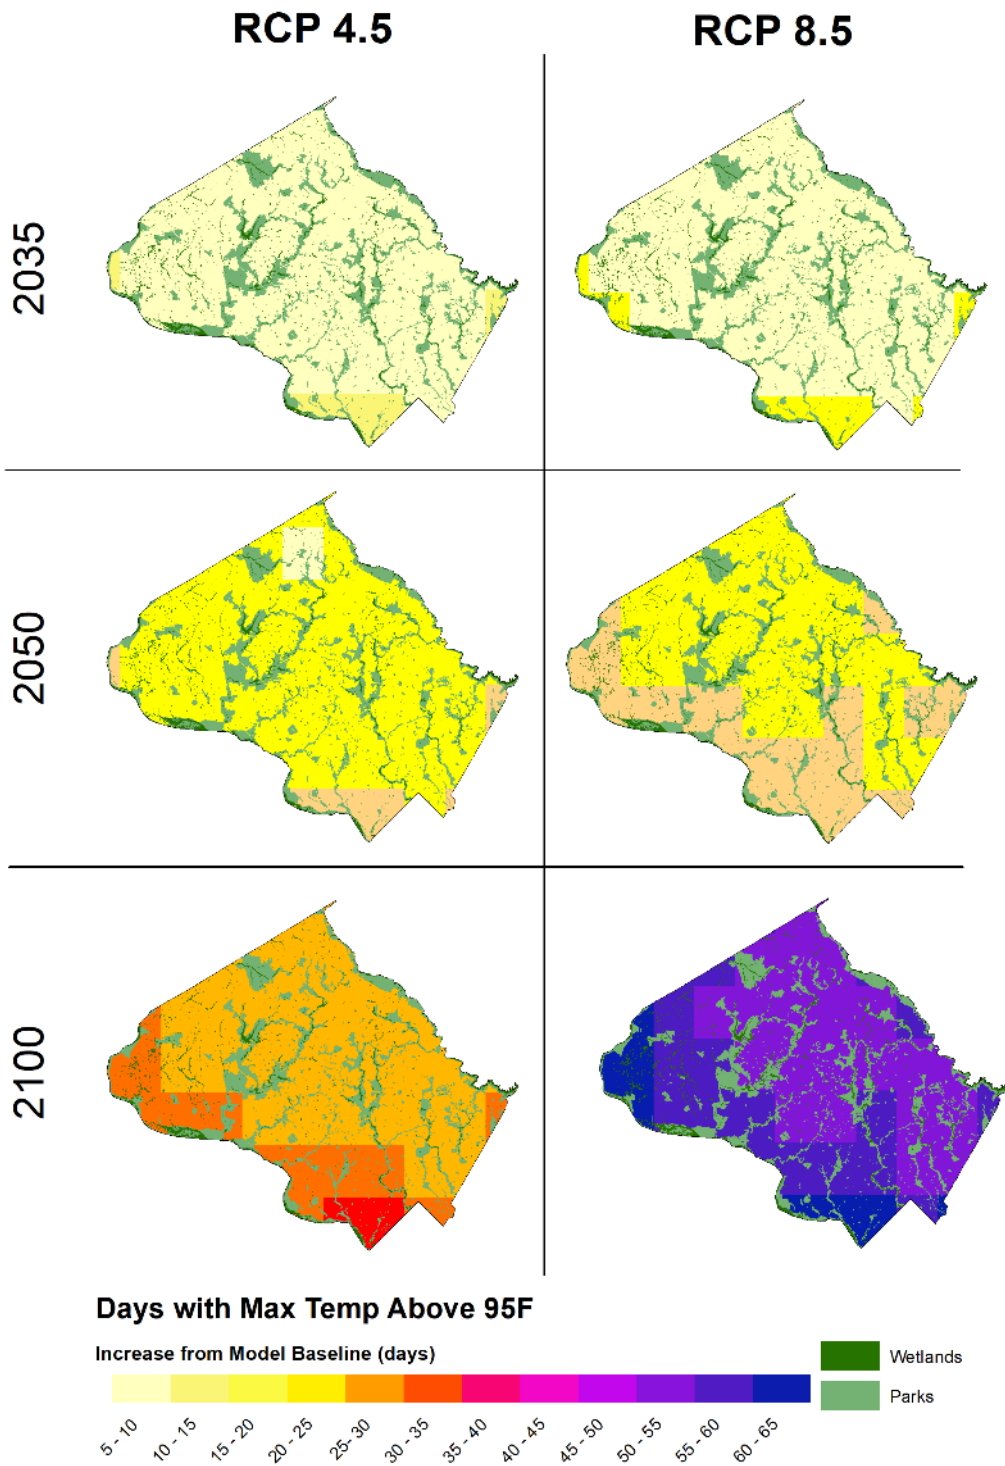 RCP 4.5
RCP 8.5
2035
2050
2100
Days with Max Temp Above 95F
Increase from Model Baseline (days)
5 - 10
10 - 15
15 - 20
20 - 25
25- 30
30 - 35
35 - 40
40 - 45
45 - 50
50 - 55
55 - 60
60 - 65
Wetlands
Parks